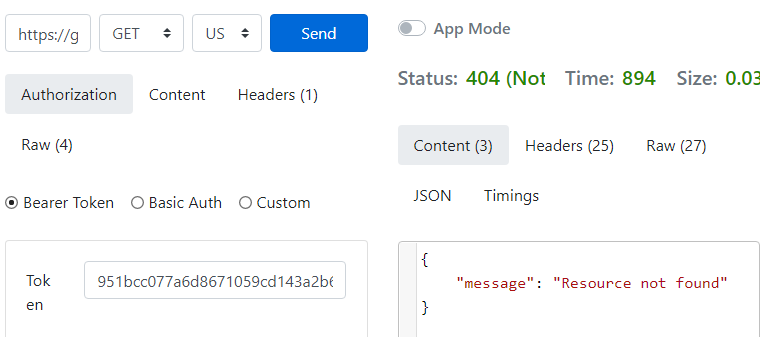 https://g GET US Send
Authorization Content Headers (1)
Raw (4)
Bearer Token Basic Auth Custom
Tok
en
951bcc077a6d8671059cd143a2b6
App Mode
Status: 404 (Not Time: 894 Size: 0.03
Content (3) Headers (25) Raw (27)
JSON Timings
{
"message": "Resource not found"
}